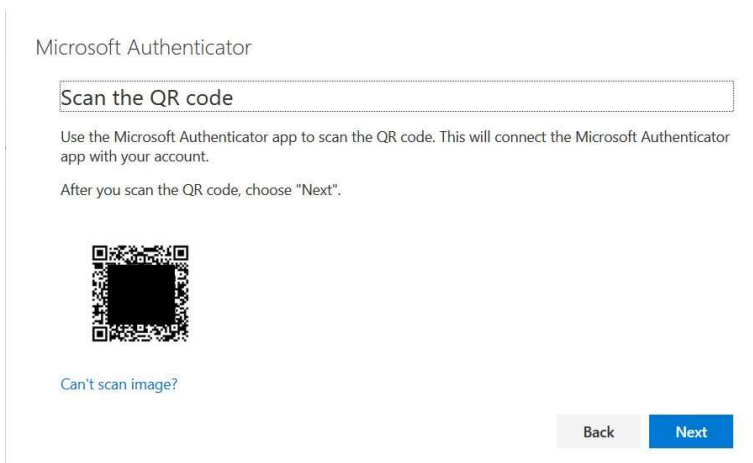 Microsoft Authenticator
Scan the QR code
Use the Microsoft Authenticator app to scan the QR code. This will connect the Microsoft Authenticator
app with your account.
After you scan the QR code, choose "Next".
Can't scan image?
Back
Next